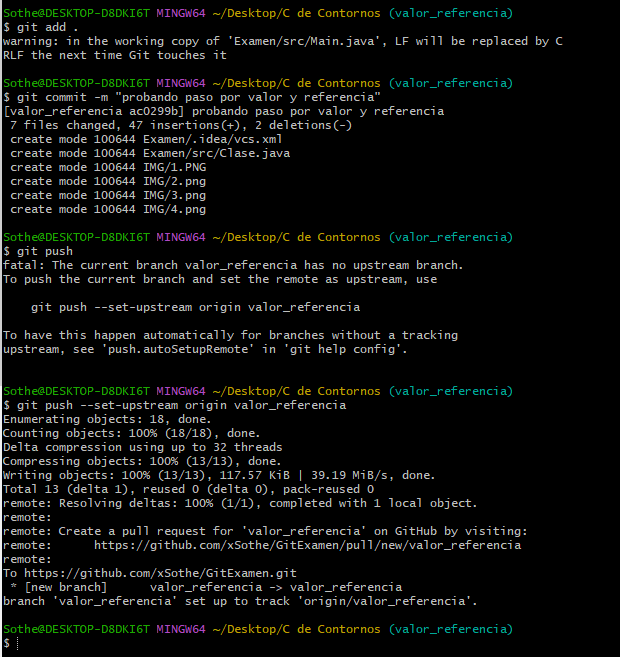 Sothe@DESKTOP-D8DKI6T MINGW64 ~/Desktop/C de Contornos (valor_referencia)
$ git add .
warning: in the working copy of 'Examen/src/Main.java', LF will be replaced by C
RLF the next time Git touches it
Sothe@DESKTOP-D8DKI6T MINGW64 ~/Desktop/C de Contornos (valor_referencia)
$ git commit -m "probando paso por valor y referencia"
[valor_referencia ac0299b] probando paso por valor y referencia
 7 files changed, 47 insertions(+), 2 deletions(-)
 create mode 100644 Examen/.idea/vcs.xml
 create mode 100644 Examen/src/Clase.java
 create mode 100644 IMG/1.PNG
 create mode 100644 IMG/2.png
 create mode 100644 IMG/3.png
 create mode 100644 IMG/4.png
Sothe@DESKTOP-D8DKI6T MINGW64 ~/Desktop/C de Contornos (valor_referencia)
$ git push
fatal: The current branch valor_referencia has no upstream branch.
To push the current branch and set the remote as upstream, use
    git push --set-upstream origin valor_referencia
To have this happen automatically for branches without a tracking
upstream, see 'push.autoSetupRemote' in 'git help config'.
Sothe@DESKTOP-D8DKI6T MINGW64 ~/Desktop/C de Contornos (valor_referencia)
$ git push --set-upstream origin valor_referencia
Enumerating objects: 18, done.
Counting objects: 100% (18/18), done.
Delta compression using up to 32 threads
Compressing objects: 100% (13/13), done.
Writing objects: 100% (13/13), 117.57 KiB | 39.19 MiB/s, done.
Total 13 (delta 1), reused 0 (delta 0), pack-reused 0
remote: Resolving deltas: 100% (1/1), completed with 1 local object.
remote:
remote: Create a pull request for 'valor_referencia' on GitHub by visiting:
remote:      https://github.com/xSothe/GitExamen/pull/new/valor_referencia
remote:
To https://github.com/xSothe/GitExamen.git
 * [new branch]      valor_referencia -> valor_referencia
branch 'valor_referencia' set up to track 'origin/valor_referencia'.
Sothe@DESKTOP-D8DKI6T MINGW64 ~/Desktop/C de Contornos (valor_referencia)
$